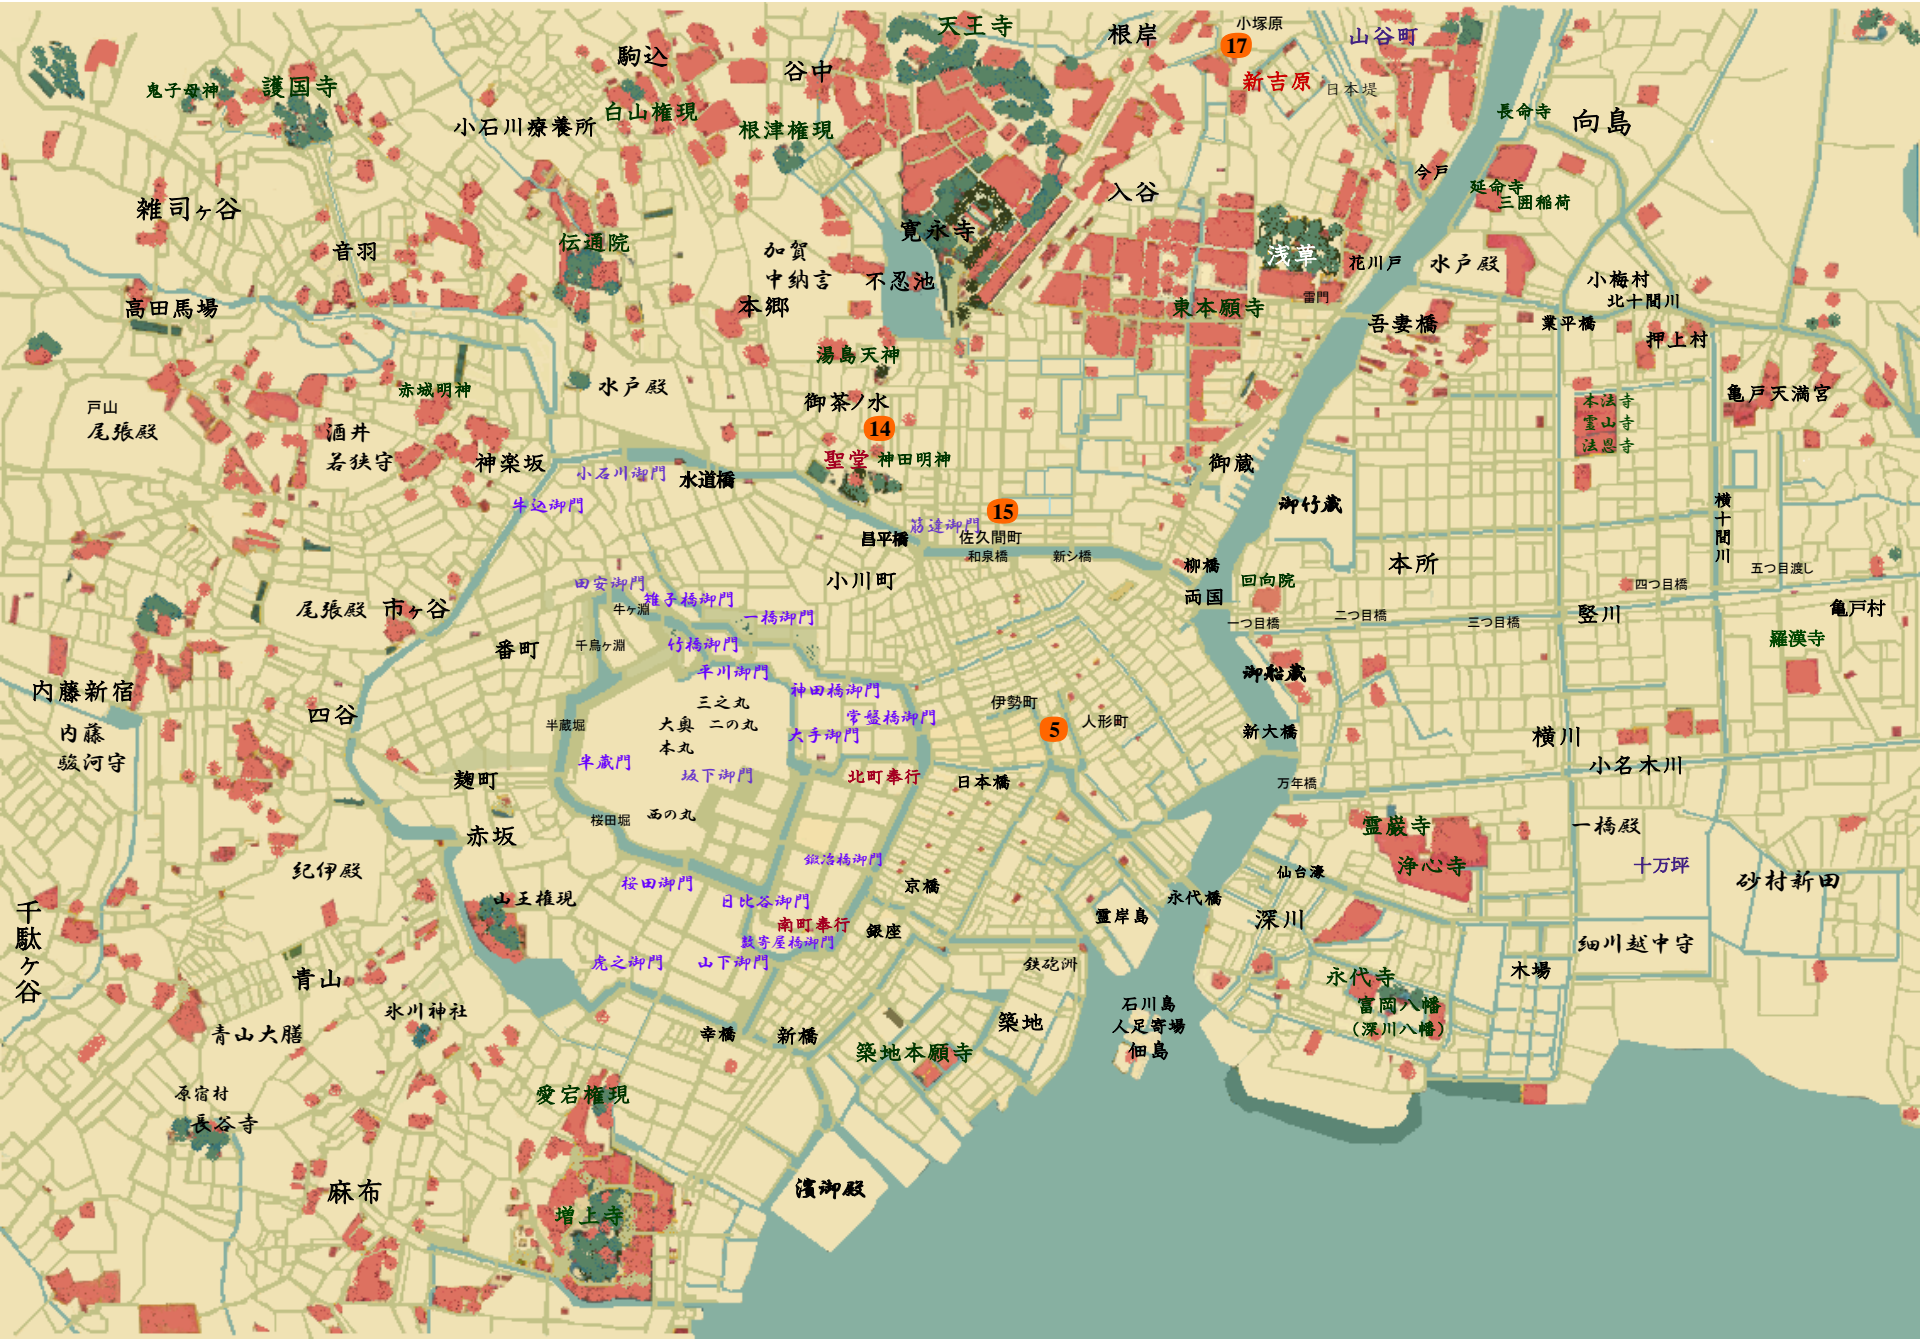 天王寺
根岸
小塚原
17
山谷町
駒込
谷中
新吉原
日本堤
鬼子母神
護国寺
白山権現
根津権現
小石川療養所
長命寺
向島
今戸
延命寺
三囲稲荷
入谷
雑司ヶ谷
音羽
伝通院
加賀
中納言
寛永寺
不忍池
浅草
花川戸
水戸殿
小梅村
北十間川
高田馬場
本郷
東本願寺
雷門
吾妻橋
業平橋
押上村
湯島天神
赤城明神
水戸殿
御茶ノ水
14
戸山
尾張殿
酒井
若狭守
神楽坂
小石川御門
水道橋
聖堂
神田明神
御蔵
本法寺
霊山寺
法恩寺
亀戸天満宮
牛込御門
15
筋違御門
昌平橋
佐久間町
和泉橋
新シ橋
御竹蔵
横十間川
柳橋
両国
回向院
本所
五つ目渡し
四つ目橋
小川町
田安御門
牛ヶ淵
雉子橋御門
一橋御門
尾張殿
市ヶ谷
一つ目橋
二つ目橋
三つ目橋
竪川
亀戸村
羅漢寺
番町
千鳥ヶ淵
竹橋御門
平川御門
神田橋御門
御船蔵
内藤新宿
四谷
内藤
駿河守
半蔵堀
三之丸
大奥
二の丸
本丸
常盤橋御門
大手御門
伊勢町
5
人形町
新大橋
横川
小名木川
麹町
半蔵門
坂下御門
北町奉行
日本橋
万年橋
桜田堀
西の丸
赤坂
霊巌寺
浄心寺
一橋殿
十万坪
砂村新田
紀伊殿
鍛冶橋御門
京橋
仙台濠
桜田御門
日比谷御門
山王権現
南町奉行
銀座
数寄屋橋御門
霊岸島
永代橋
深川
細川越中守
千駄ヶ谷
虎之御門
山下御門
鉄砲洲
木場
永代寺
富岡八幡
(深川八幡)
青山
氷川神社
青山大膳
幸橋
新橋
築地
石川島
人足寄場
佃島
築地本願寺
原宿村
長谷寺
愛宕権現
麻布
濱御殿
増上寺